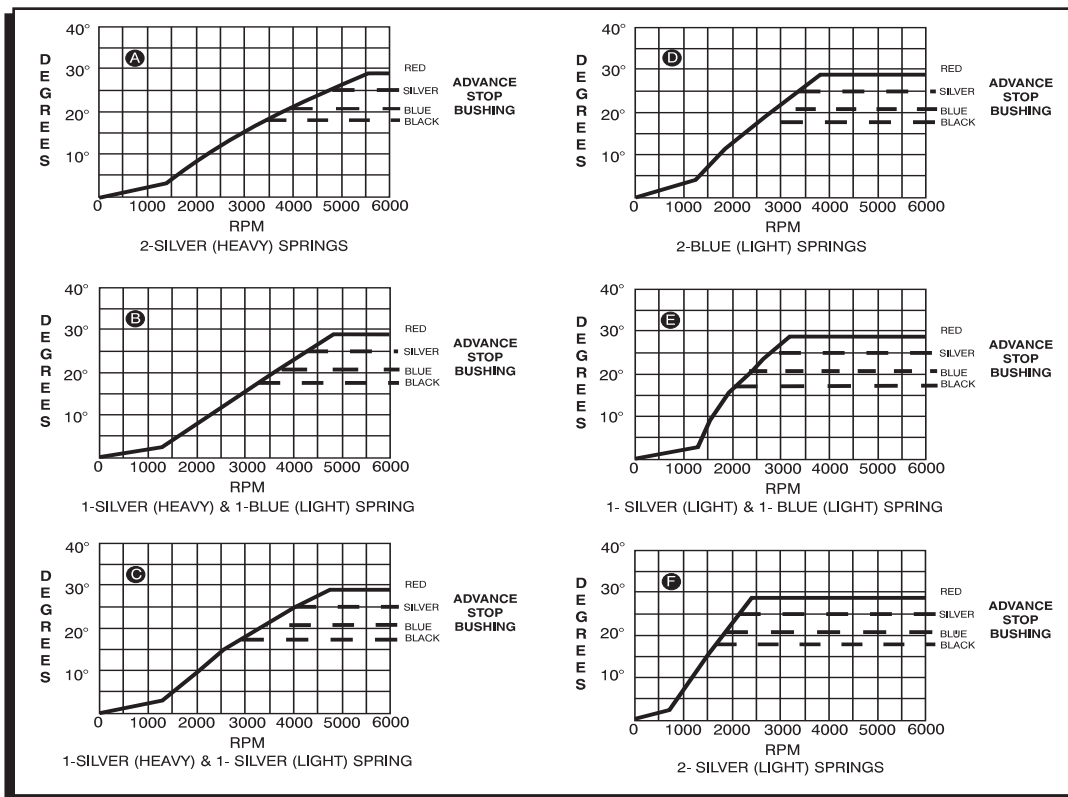 A
DEGREES
40°
30°
20°
10°
0 1000 2000 3000 4000 5000 6000
RPM
2-SILVER (HEAVY) SPRINGS
RED
SILVER
BLUE
BLACK
ADVANCE
STOP
BUSHING
D
DEGREES
40°
30°
20°
10°
0 1000 2000 3000 4000 5000 6000
RPM
2-BLUE (LIGHT) SPRINGS
RED
SILVER
BLUE
BLACK
ADVANCE
STOP
BUSHING
B
DEGREES
40°
30°
20°
10°
0 1000 2000 3000 4000 5000 6000
RPM
1-SILVER (HEAVY) & 1-BLUE (LIGHT) SPRING
RED
SILVER
BLUE
BLACK
ADVANCE
STOP
BUSHING
E
DEGREES
40°
30°
20°
10°
0 1000 2000 3000 4000 5000 6000
RPM
1- SILVER (LIGHT) & 1- BLUE (LIGHT) SPRING
RED
SILVER
BLUE
BLACK
ADVANCE
STOP
BUSHING
C
DEGREES
40°
30°
20°
10°
0 1000 2000 3000 4000 5000 6000
RPM
1-SILVER (HEAVY) & 1- SILVER (LIGHT) SPRING
RED
SILVER
BLUE
BLACK
ADVANCE
STOP
BUSHING
F
DEGREES
40°
30°
20°
10°
0 1000 2000 3000 4000 5000 6000
RPM
2- SILVER (LIGHT) SPRINGS
RED
SILVER
BLUE
BLACK
ADVANCE
STOP
BUSHING